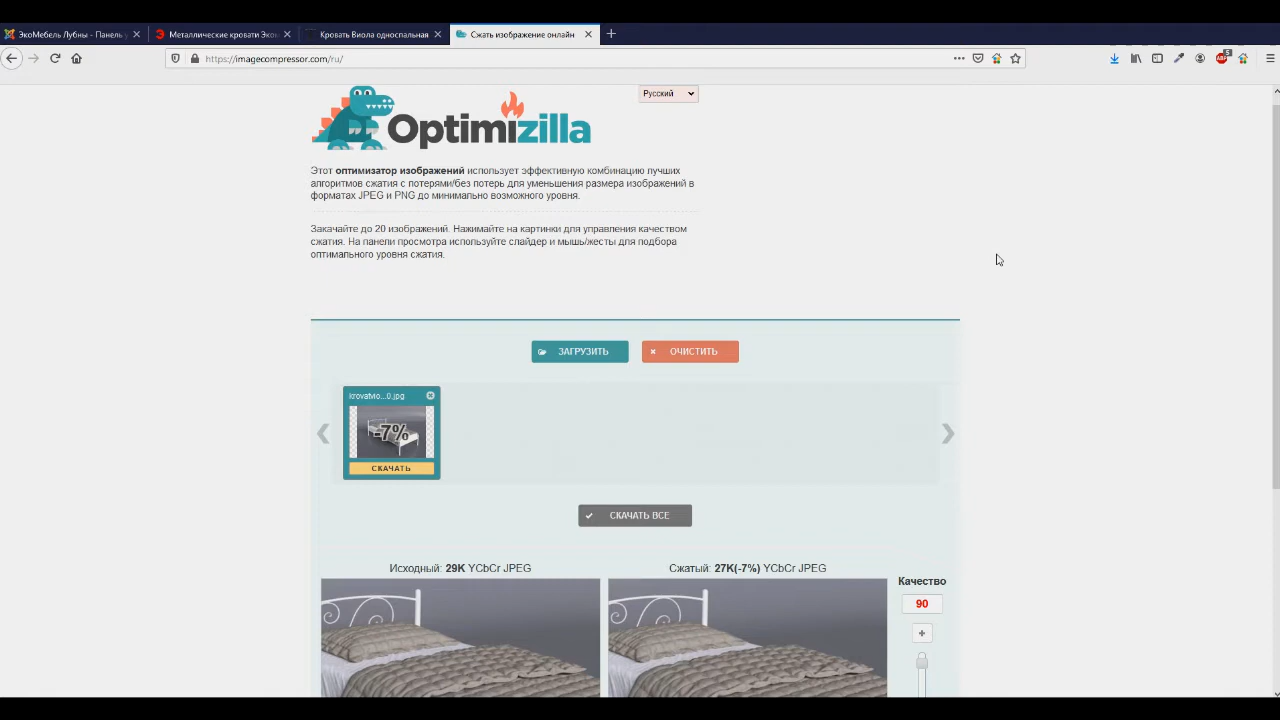 ЭкоМебель Лубны - Панель у
Металлические кровати Экон
Кровать Виола односпальная
Сжать изображение онлайн
https://imagecompressor.com/ru/
5
ABP
Русский
Optimizilla
Этот оптимизатор изображений использует эффективную комбинацию лучших
алгоритмов сжатия с потерями/без потерь для уменьшения размера изображений в
форматах JPEG и PNG до минимально возможного уровня.
Закачайте до 20 изображений. Нажимайте на картинки для управления качеством
сжатия. На панели просмотра используйте слайдер и мышь/жесты для подбора
оптимального уровня сжатия.
ЗАГРУЗИТЬ
ОЧИСТИТЬ
krovatvio...0.jpg
-7%
СКАЧАТЬ
СКАЧАТЬ ВСЕ
Исходный: 29K YCbCr JPEG
Сжатый: 27K(-7%) YCbCr JPEG
Качество
90